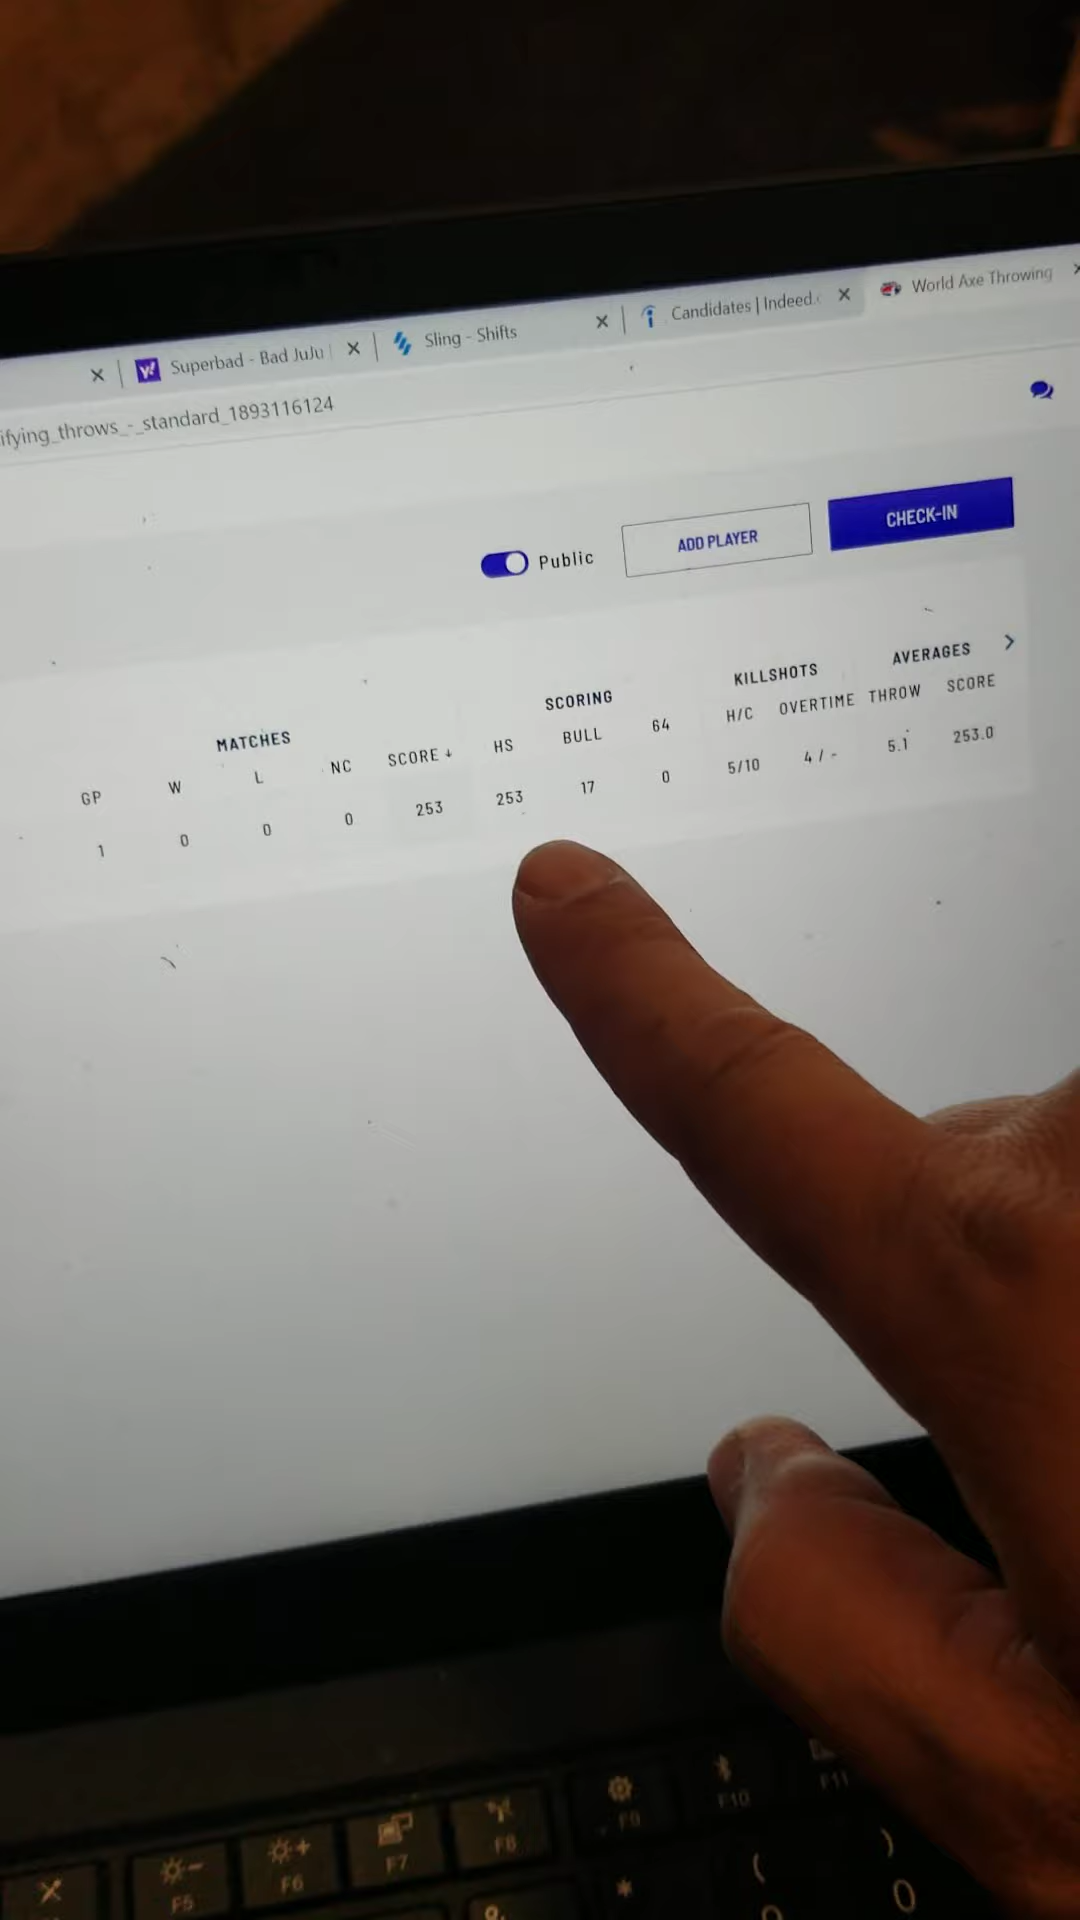 Superbad - Bad JuJu
Sling - Shifts
Candidates | Indeed.c
World Axe Throwing
ifying_throws_-_standard_1893116124
Public
ADD PLAYER
CHECK-IN
MATCHES
SCORING
KILLSHOTS
AVERAGES
GP W L NC SCORE ↓ HS BULL 64 H/C OVERTIME THROW SCORE
1 0 0 0 253 253 17 0 5/10 4 / - 5.1 253.0
F5 F6 F7 F8 F9 F10 F11
* ( )
0